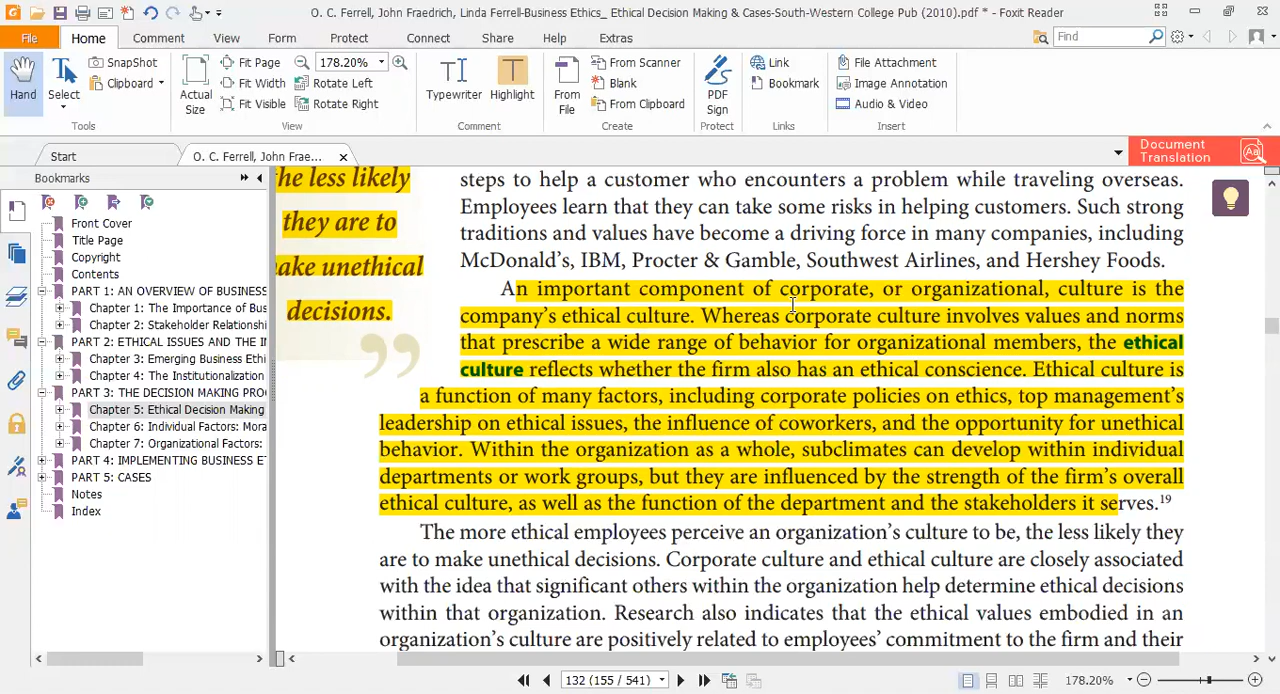 O. C. Ferrell, John Fraedrich, Linda Ferrell-Business Ethics_ Ethical Decision Making & Cases-South-Western College Pub (2010).pdf * - Foxit Reader
File Home Comment View Form Protect Connect Share Help Extras Find
Hand
Select
SnapShot
Clipboard
Tools
Actual Size
Fit Page
Fit Width
Fit Visible
178.20%
Rotate Left
Rotate Right
View
Typewriter
Highlight
Comment
From File
From Scanner
Blank
From Clipboard
Create
PDF Sign
Protect
Link
Bookmark
Links
File Attachment
Image Annotation
Audio & Video
Insert
Start
O. C. Ferrell, John Frae...
Document Translation
Bookmarks
Front Cover
Title Page
Copyright
Contents
PART 1: AN OVERVIEW OF BUSINESS
Chapter 1: The Importance of Bus
Chapter 2: Stakeholder Relationshi
PART 2: ETHICAL ISSUES AND THE I
Chapter 3: Emerging Business Ethi
Chapter 4: The Institutionalization
PART 3: THE DECISION MAKING PRO
Chapter 5: Ethical Decision Making
Chapter 6: Individual Factors: Mora
Chapter 7: Organizational Factors:
PART 4: IMPLEMENTING BUSINESS ET
PART 5: CASES
Notes
Index
he less likely
they are to
ake unethical
decisions.
”
steps to help a customer who encounters a problem while traveling overseas.
Employees learn that they can take some risks in helping customers. Such strong
traditions and values have become a driving force in many companies, including
McDonald’s, IBM, Procter & Gamble, Southwest Airlines, and Hershey Foods.
An important component of corporate, or organizational, culture is the
company’s ethical culture. Whereas corporate culture involves values and norms
that prescribe a wide range of behavior for organizational members, the ethical
culture reflects whether the firm also has an ethical conscience. Ethical culture is
a function of many factors, including corporate policies on ethics, top management’s
leadership on ethical issues, the influence of coworkers, and the opportunity for unethical
behavior. Within the organization as a whole, subclimates can develop within individual
departments or work groups, but they are influenced by the strength of the firm’s overall
ethical culture, as well as the function of the department and the stakeholders it serves.19
The more ethical employees perceive an organization’s culture to be, the less likely they
are to make unethical decisions. Corporate culture and ethical culture are closely associated
with the idea that significant others within the organization help determine ethical decisions
within that organization. Research also indicates that the ethical values embodied in an
organization’s culture are positively related to employees’ commitment to the firm and their
132 (155 / 541)
178.20%